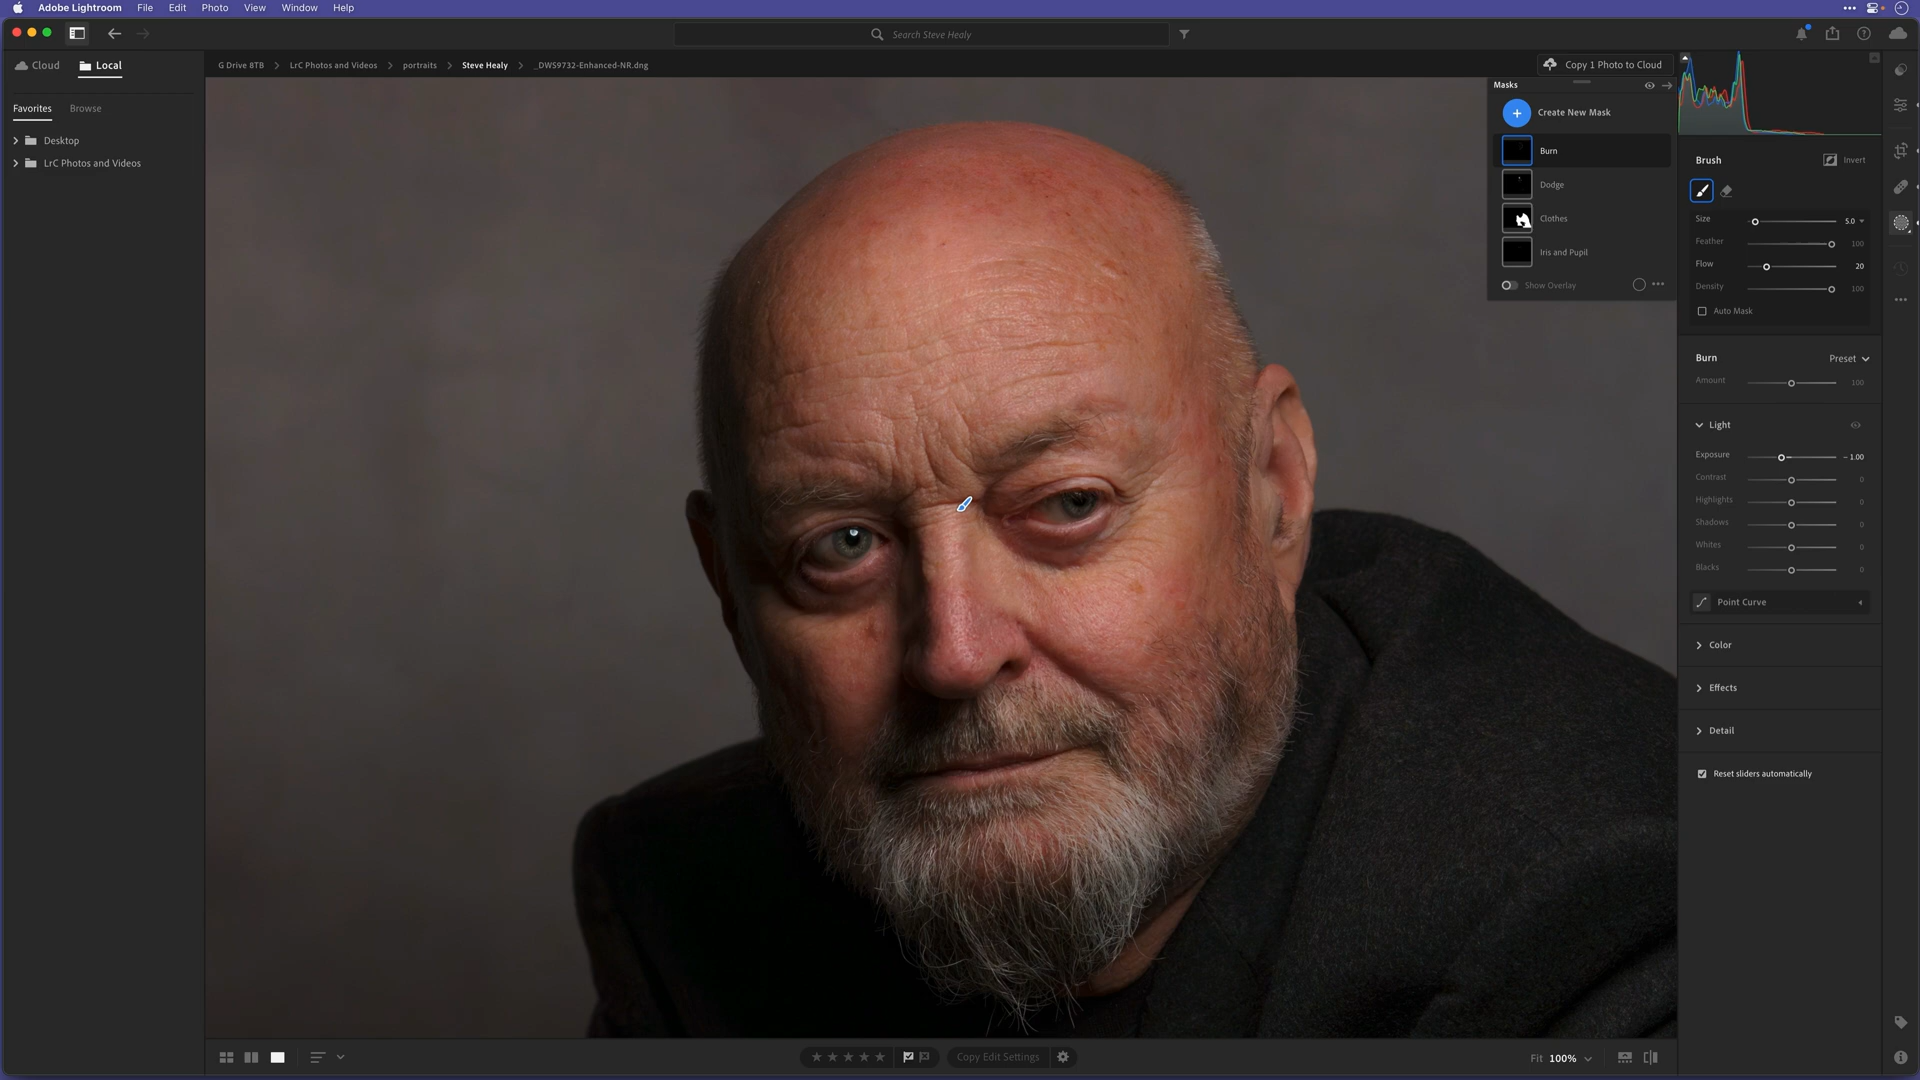 Adobe Lightroom File Edit Photo View Window Help
Search Steve Healy
Cloud Local
G Drive 8TB LrC Photos and Videos portraits Steve Healy _DWS9732-Enhanced-NR.dng
Copy 1 Photo to Cloud
Favorites Browse
Desktop
LrC Photos and Videos
Masks
Create New Mask
Burn
Dodge
Clothes
Iris and Pupil
Show Overlay
Brush Invert
Size 5.0
Feather 100
Flow 20
Density 100
Auto Mask
Burn Preset
Amount 100
Light
Exposure – 1.00
Contrast 0
Highlights 0
Shadows 0
Whites 0
Blacks 0
Point Curve
Color
Effects
Detail
Reset sliders automatically
Copy Edit Settings
Fit 100%